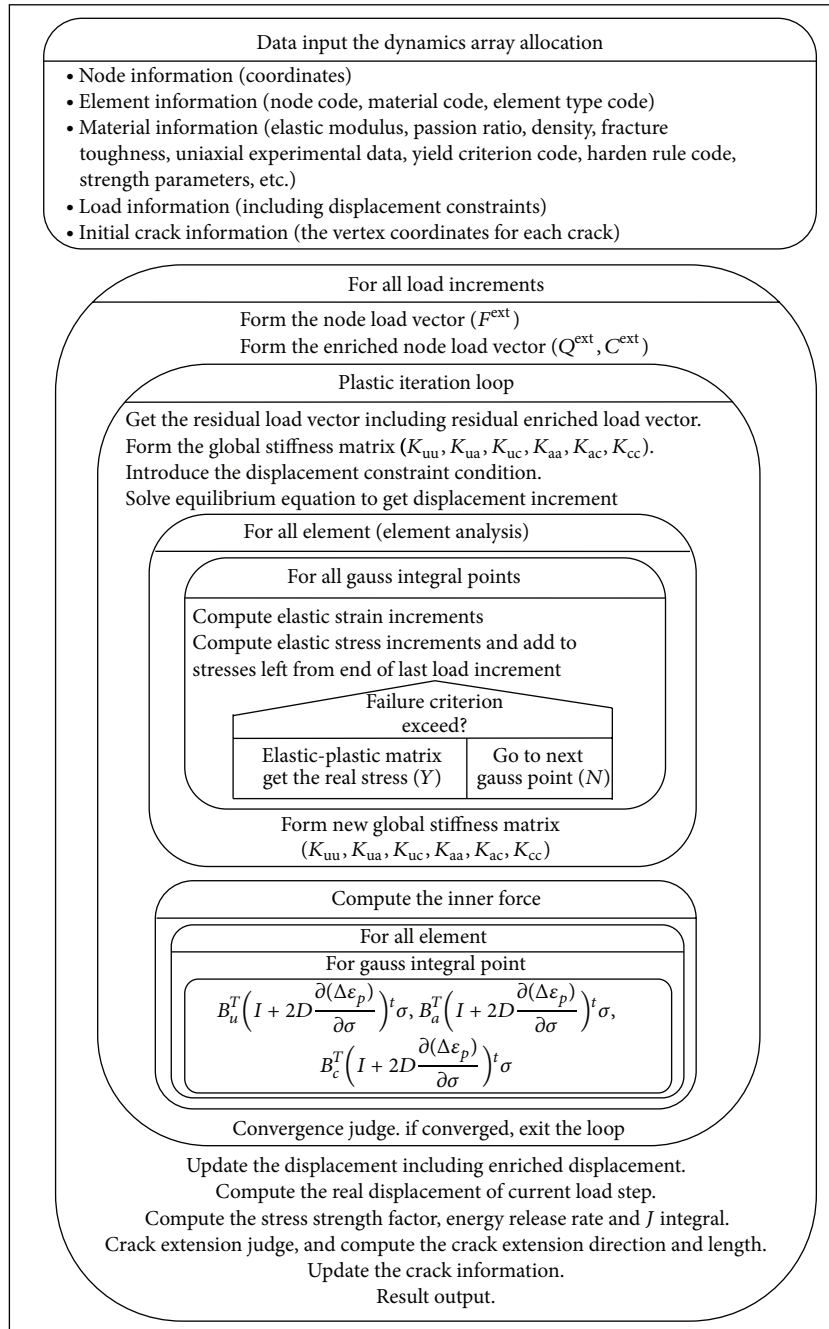 Data input the dynamics array allocation
• Node information (coordinates)
• Element information (node code, material code, element type code)
• Material information (elastic modulus, passion ratio, density, fracture
toughness, uniaxial experimental data, yield criterion code, harden rule code,
strength parameters, etc.)
• Load information (including displacement constraints)
• Initial crack information (the vertex coordinates for each crack)
For all load increments
Form the node load vector (F^ext)
Form the enriched node load vector (Q^ext, C^ext)
Plastic iteration loop
Get the residual load vector including residual enriched load vector.
Form the global stiffness matrix (K_uu, K_ua, K_uc, K_aa, K_ac, K_cc).
Introduce the displacement constraint condition.
Solve equilibrium equation to get displacement increment
For all element (element analysis)
For all gauss integral points
Compute elastic strain increments
Compute elastic stress increments and add to
stresses left from end of last load increment
Failure criterion
exceed?
Elastic-plastic matrix
get the real stress (Y)
Go to next
gauss point (N)
Form new global stiffness matrix
(K_uu, K_ua, K_uc, K_aa, K_ac, K_cc)
Compute the inner force
For all element
For gauss integral point
B_u^T (I + 2D ∂(Δε_p)/∂σ)^t σ, B_a^T (I + 2D ∂(Δε_p)/∂σ)^t σ,
B_c^T (I + 2D ∂(Δε_p)/∂σ)^t σ
Convergence judge. if converged, exit the loop
Update the displacement including enriched displacement.
Compute the real displacement of current load step.
Compute the stress strength factor, energy release rate and J integral.
Crack extension judge, and compute the crack extension direction and length.
Update the crack information.
Result output.